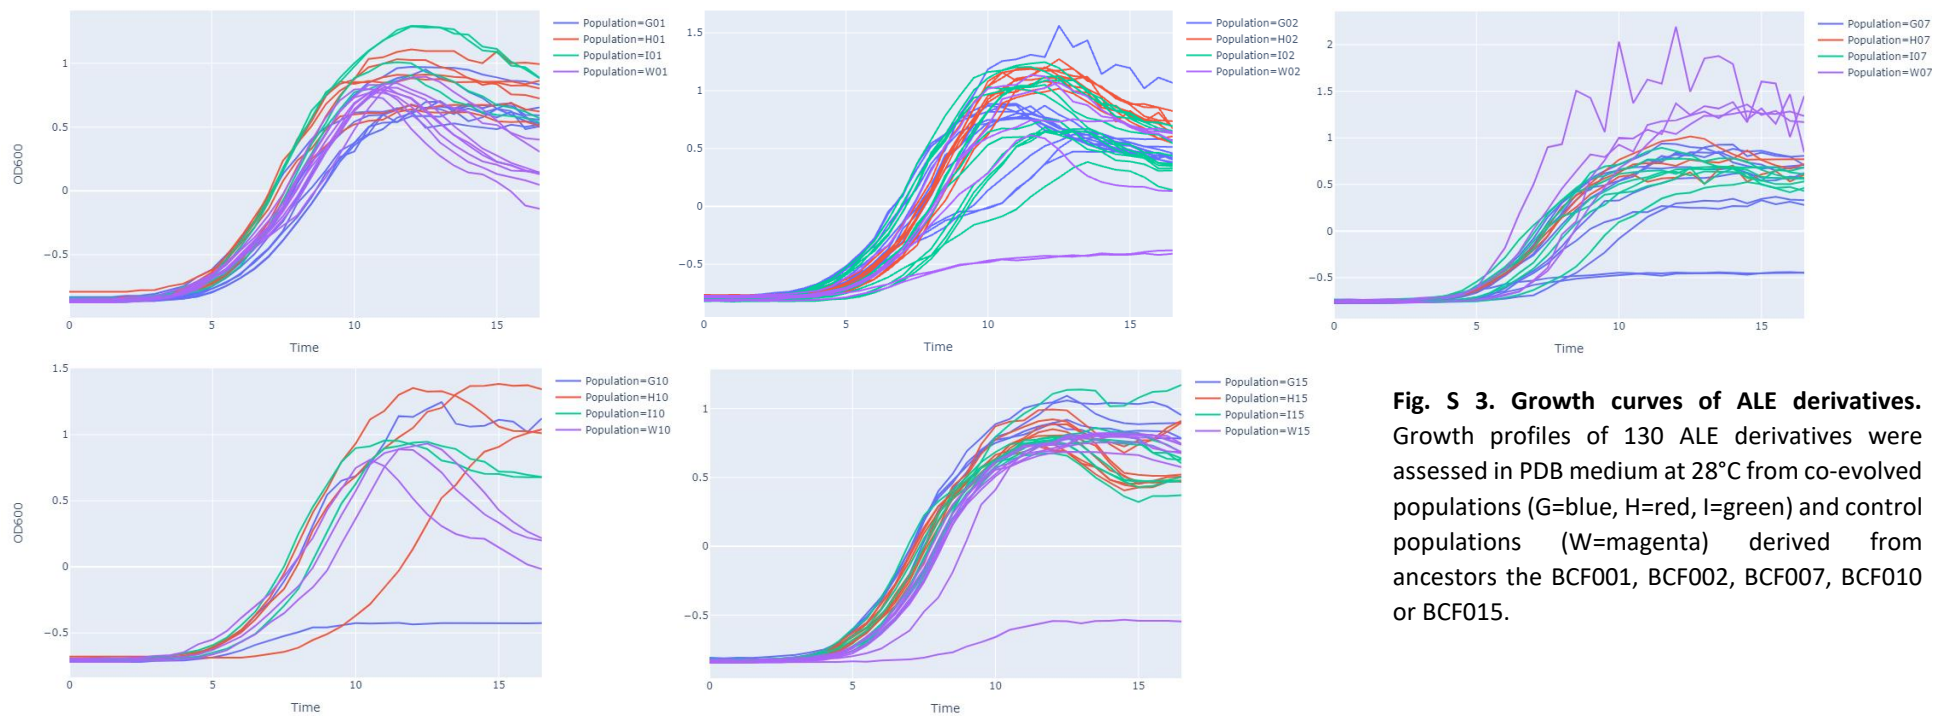 Population=G01
Population=H01
Population=I01
Population=W01
1
0.5
0
−0.5
OD600
0
5
10
15
Time
Population=G02
Population=H02
Population=I02
Population=W02
1.5
1
0.5
0
−0.5
0
5
10
15
Time
Population=G07
Population=H07
Population=I07
Population=W07
2
1.5
1
0.5
0
−0.5
0
5
10
15
Time
Population=G10
Population=H10
Population=I10
Population=W10
1.5
1
0.5
0
−0.5
OD600
0
5
10
15
Time
Population=G15
Population=H15
Population=I15
Population=W15
1
0.5
0
−0.5
0
5
10
15
Time
Fig. S 3. Growth curves of ALE derivatives.
Growth profiles of 130 ALE derivatives were
assessed in PDB medium at 28°C from co-evolved
populations (G=blue, H=red, I=green) and control
populations (W=magenta) derived from
ancestors the BCF001, BCF002, BCF007, BCF010
or BCF015.